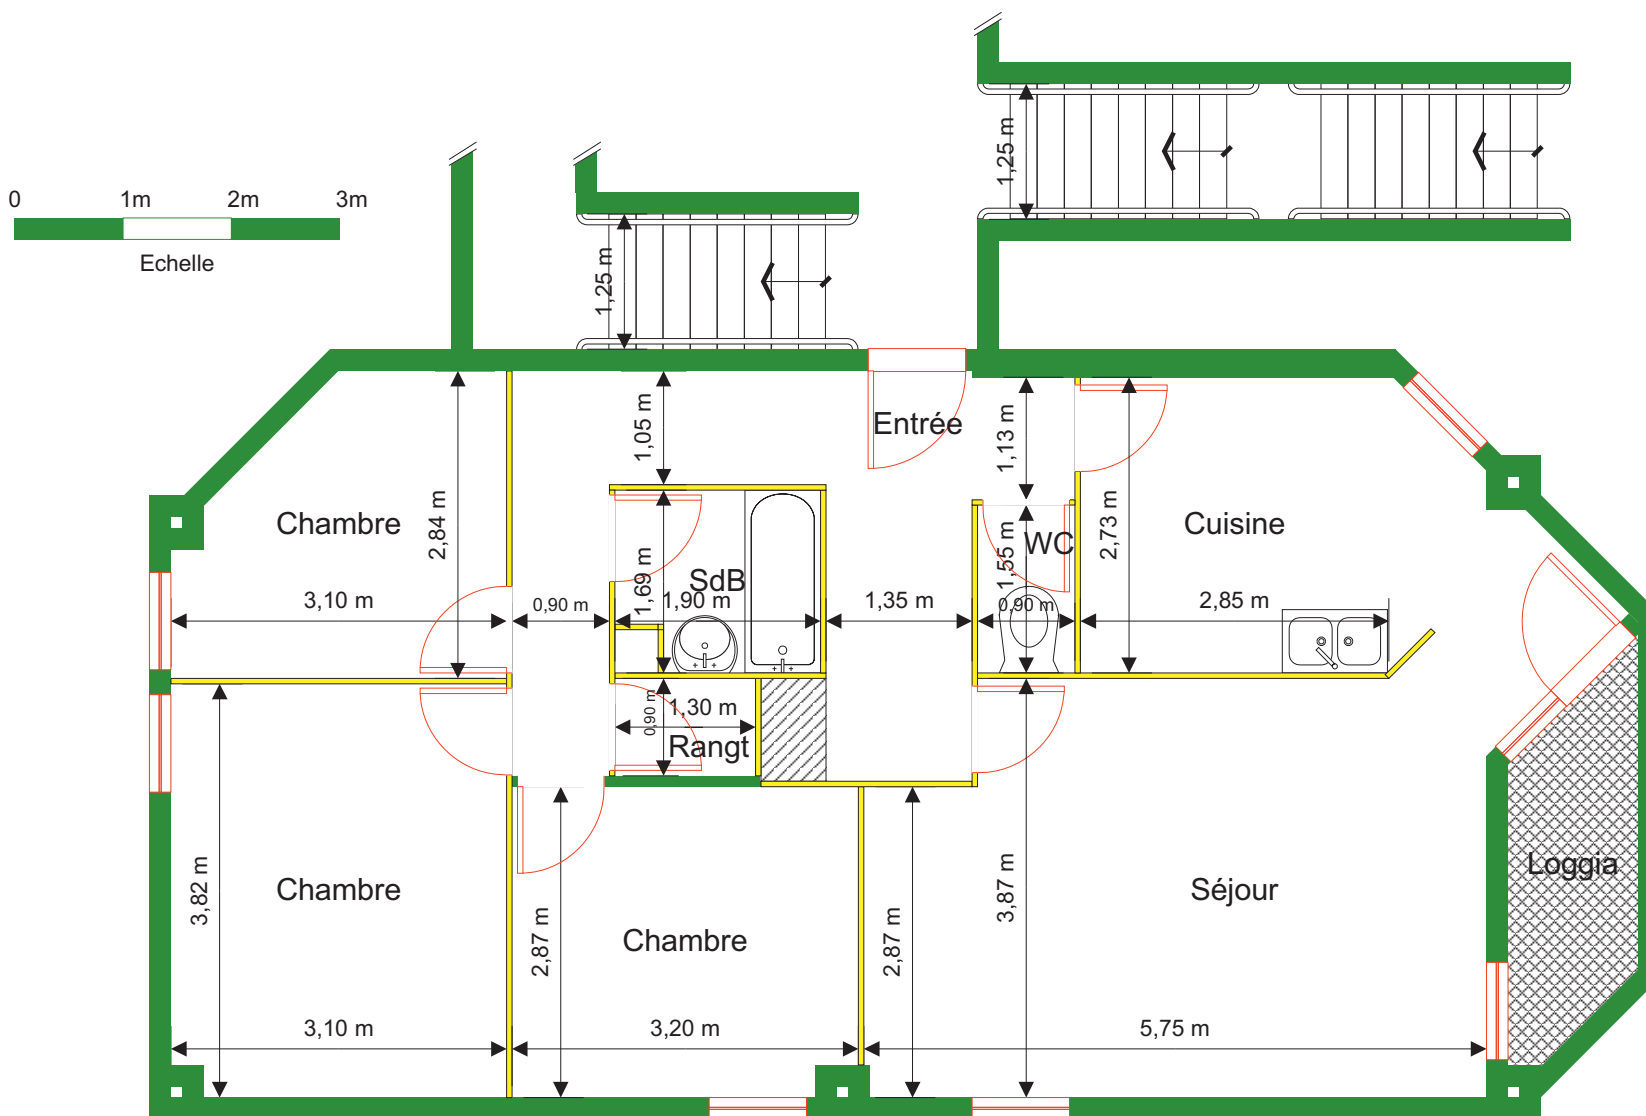 1,25 m
0 1m 2m 3m
Echelle
1,25 m
Entrée
1,05 m
1,13 m
Chambre
2,84 m
Cuisine
2,73 m
WC
1,55 m
SdB
1,69 m
3,10 m
0,90 m
1,90 m
1,35 m
0,90 m
2,85 m
0,90 m
1,30 m
Rangt
Chambre
3,82 m
Chambre
2,87 m
2,87 m
3,87 m
Séjour
Loggia
3,10 m
3,20 m
5,75 m